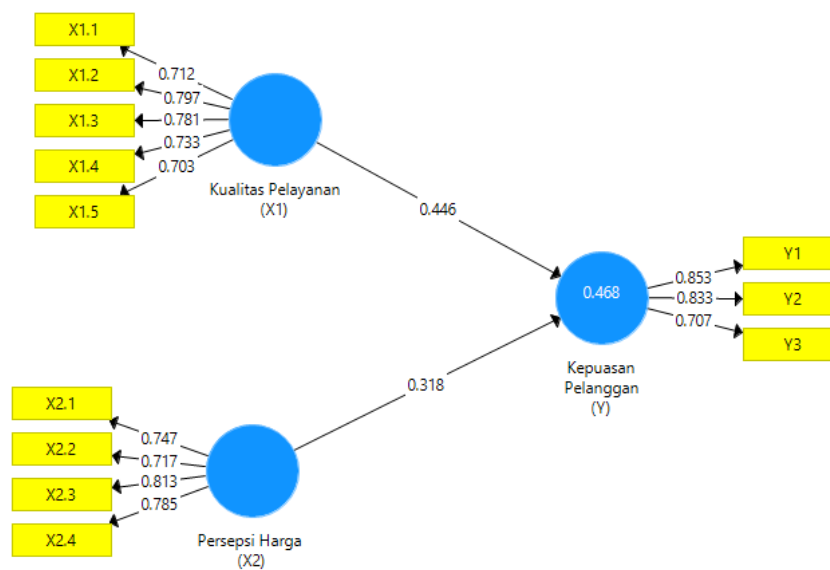 X1.1
X1.2
X1.3
X1.4
X1.5
0.712
0.797
0.781
0.733
0.703
Kualitas Pelayanan
(X1)
0.446
0.468
Kepuasan
Pelanggan
(Y)
0.853
0.833
0.707
Y1
Y2
Y3
0.318
X2.1
X2.2
X2.3
X2.4
0.747
0.717
0.813
0.785
Persepsi Harga
(X2)